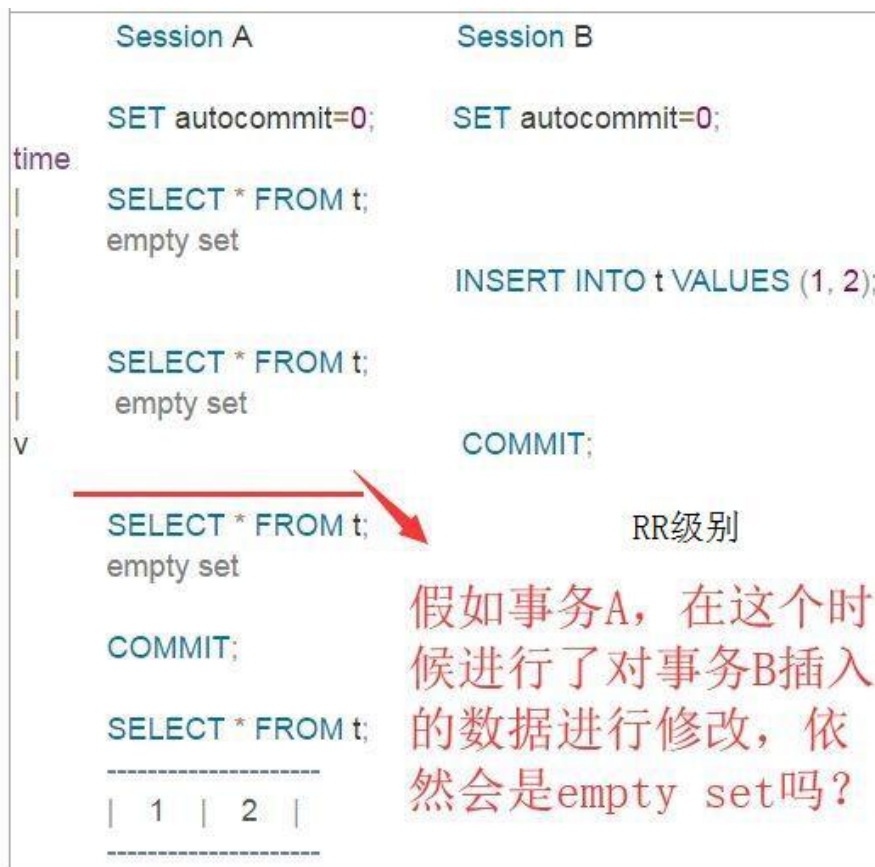 Session A Session B
SET autocommit=0; SET autocommit=0;
time
| SELECT * FROM t;
| empty set
| INSERT INTO t VALUES (1, 2);
|
| SELECT * FROM t;
| empty set
v COMMIT;
SELECT * FROM t; RR级别
empty set
假如事务A，在这个时
候进行了对事务B插入
的数据进行修改，依
然会是empty set吗？
COMMIT;
SELECT * FROM t;
---------------------
| 1 | 2 |
---------------------